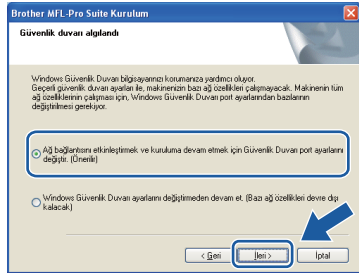 Brother MFL-Pro Suite Kurulum
Güvenlik duvarı algılandı
Windows Güvenlik Duvarı bilgisayarınızı korumanıza yardımcı oluyor.
Geçerli güvenlik duvarı ayarları ile, makinenizin bazı ağ özellikleri çalışmayacak. Makinenin tüm
ağ özelliklerinin çalışması için, Windows Güvenlik Duvarı port ayarlarından bazılarının
değiştirilmesi gerekiyor.
Ağ bağlantısını etkinleştirmek ve kuruluma devam etmek için Güvenlik Duvarı port ayarlarını
değiştir. (Önerilir)
Windows Güvenlik Duvarı ayarlarını değiştirmeden devam et. (Bazı ağ özellikleri devre dışı
kalacak)
< Geri İleri > İptal